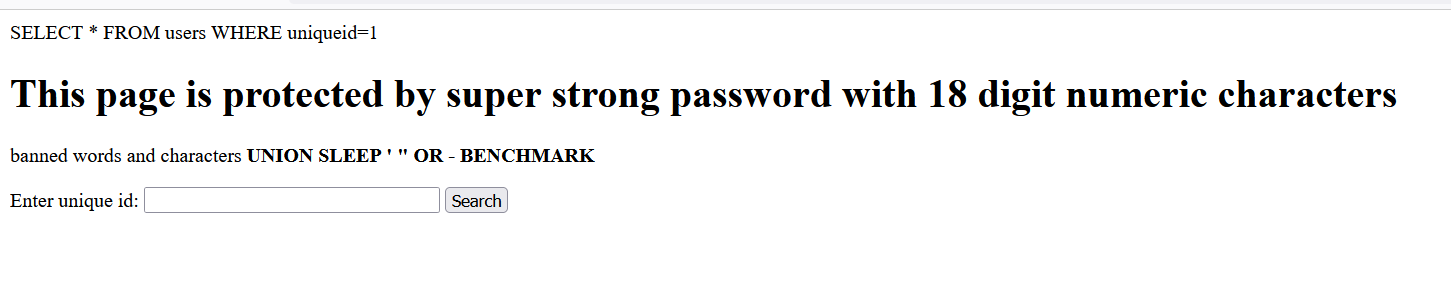 SELECT * FROM users WHERE uniqueid=1
This page is protected by super strong password with 18 digit numeric characters
banned words and characters UNION SLEEP ' " OR - BENCHMARK
Enter unique id: Search